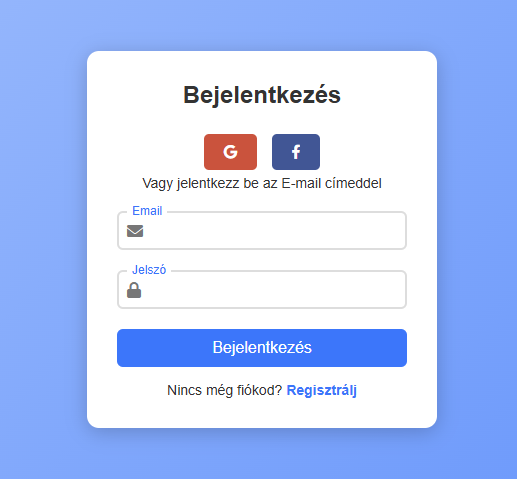 Bejelentkezés
G f
Vagy jelentkezz be az E-mail címeddel
Email
Jelszó
Bejelentkezés
Nincs még fiókod? Regisztrálj